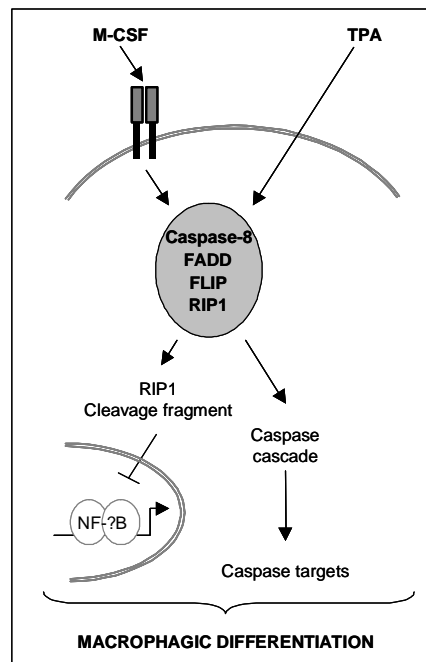 M-CSF
TPA
Caspase-8
FADD
FLIP
RIP1
RIP1
Cleavage fragment
Caspase
cascade
NF-?B
Caspase targets
MACROPHAGIC DIFFERENTIATION